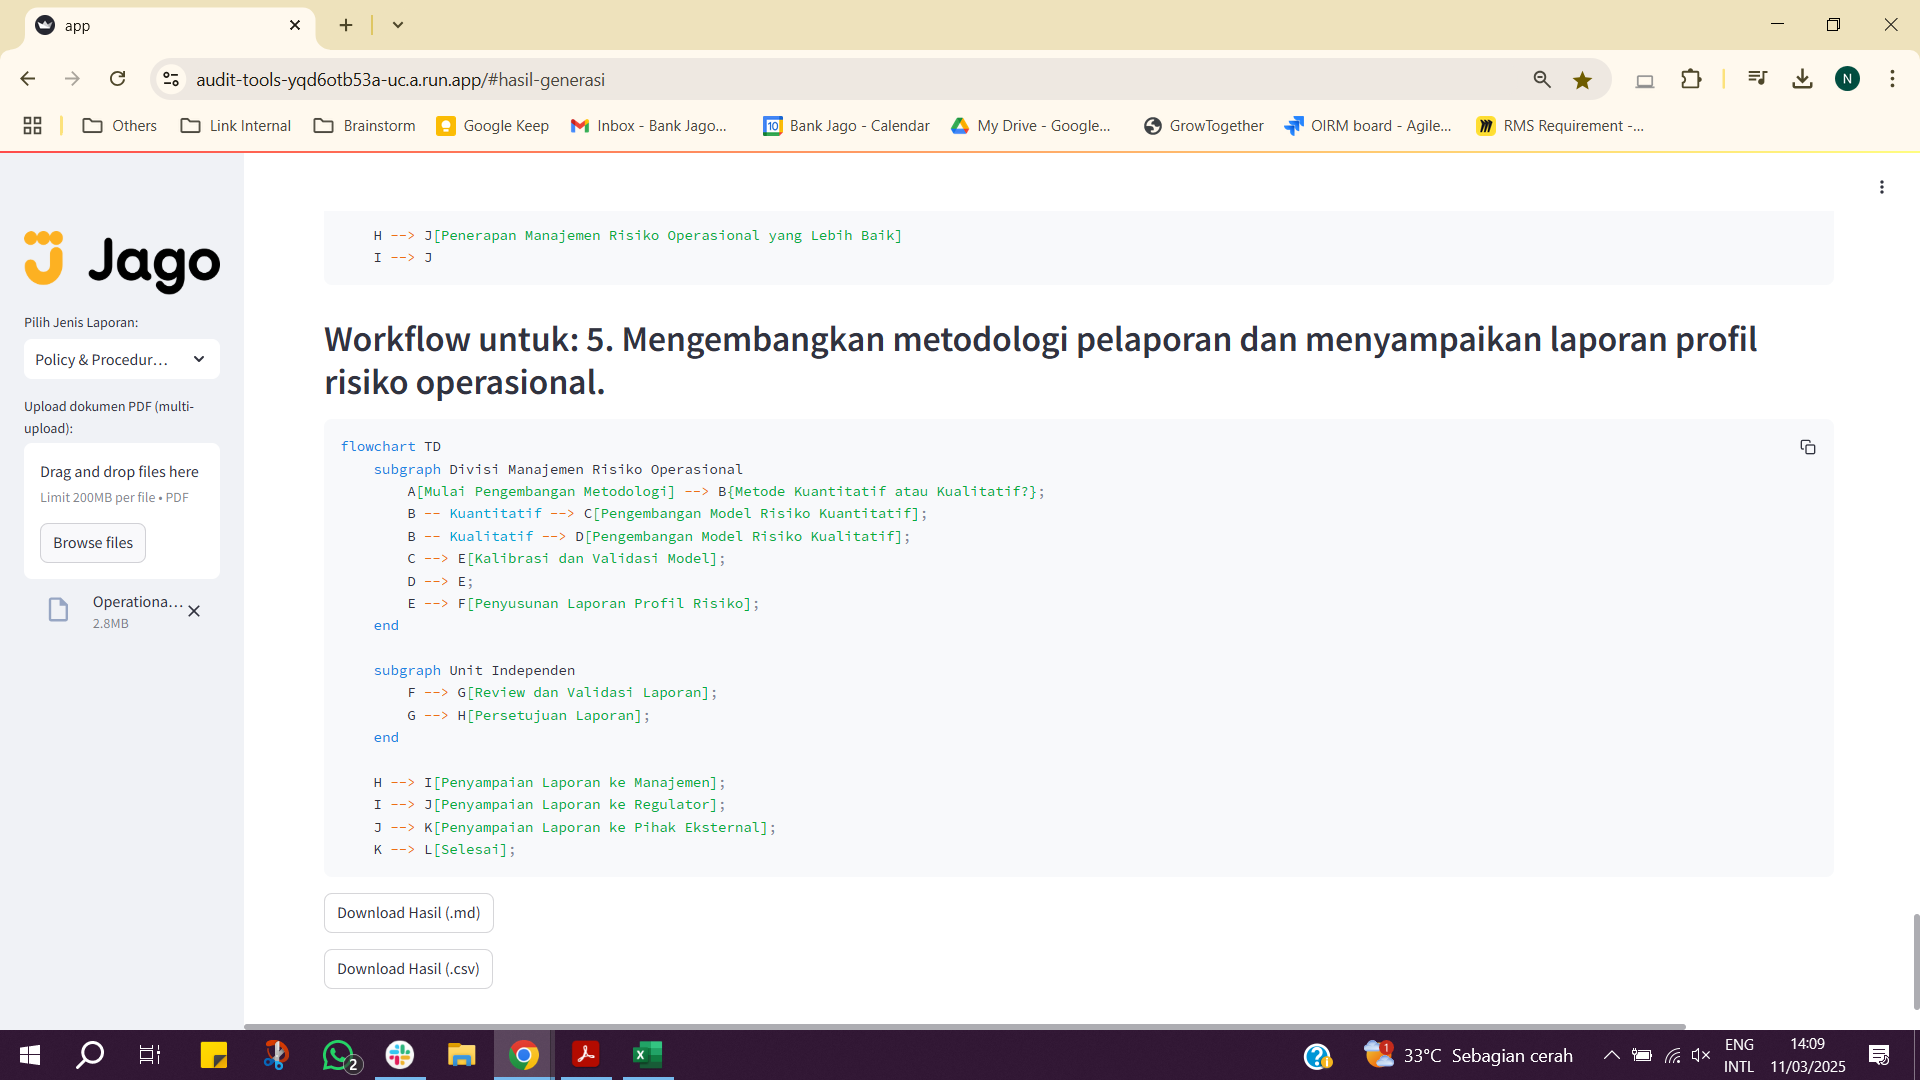 app
audit-tools-yqd6otb53a-uc.a.run.app/#hasil-generasi
N
Others
Link Internal
Brainstorm
Google Keep
Inbox - Bank Jago...
10
Bank Jago - Calendar
My Drive - Google...
GrowTogether
OIRM board - Agile...
RMS Requirement -...
Jago
Pilih Jenis Laporan:
Policy & Procedur...
Upload dokumen PDF (multi-
upload):
Drag and drop files here
Limit 200MB per file • PDF
Browse files
Operationa...
2.8MB
H --> J[Penerapan Manajemen Risiko Operasional yang Lebih Baik]
I --> J
Workflow untuk: 5. Mengembangkan metodologi pelaporan dan menyampaikan laporan profil
risiko operasional.
flowchart TD
subgraph Divisi Manajemen Risiko Operasional
A[Mulai Pengembangan Metodologi] --> B{Metode Kuantitatif atau Kualitatif?};
B -- Kuantitatif --> C[Pengembangan Model Risiko Kuantitatif];
B -- Kualitatif --> D[Pengembangan Model Risiko Kualitatif];
C --> E[Kalibrasi dan Validasi Model];
D --> E;
E --> F[Penyusunan Laporan Profil Risiko];
end
subgraph Unit Independen
F --> G[Review dan Validasi Laporan];
G --> H[Persetujuan Laporan];
end
H --> I[Penyampaian Laporan ke Manajemen];
I --> J[Penyampaian Laporan ke Regulator];
J --> K[Penyampaian Laporan ke Pihak Eksternal];
K --> L[Selesai];
Download Hasil (.md)
Download Hasil (.csv)
2
1
33°C Sebagian cerah
ENG
INTL
14:09
11/03/2025